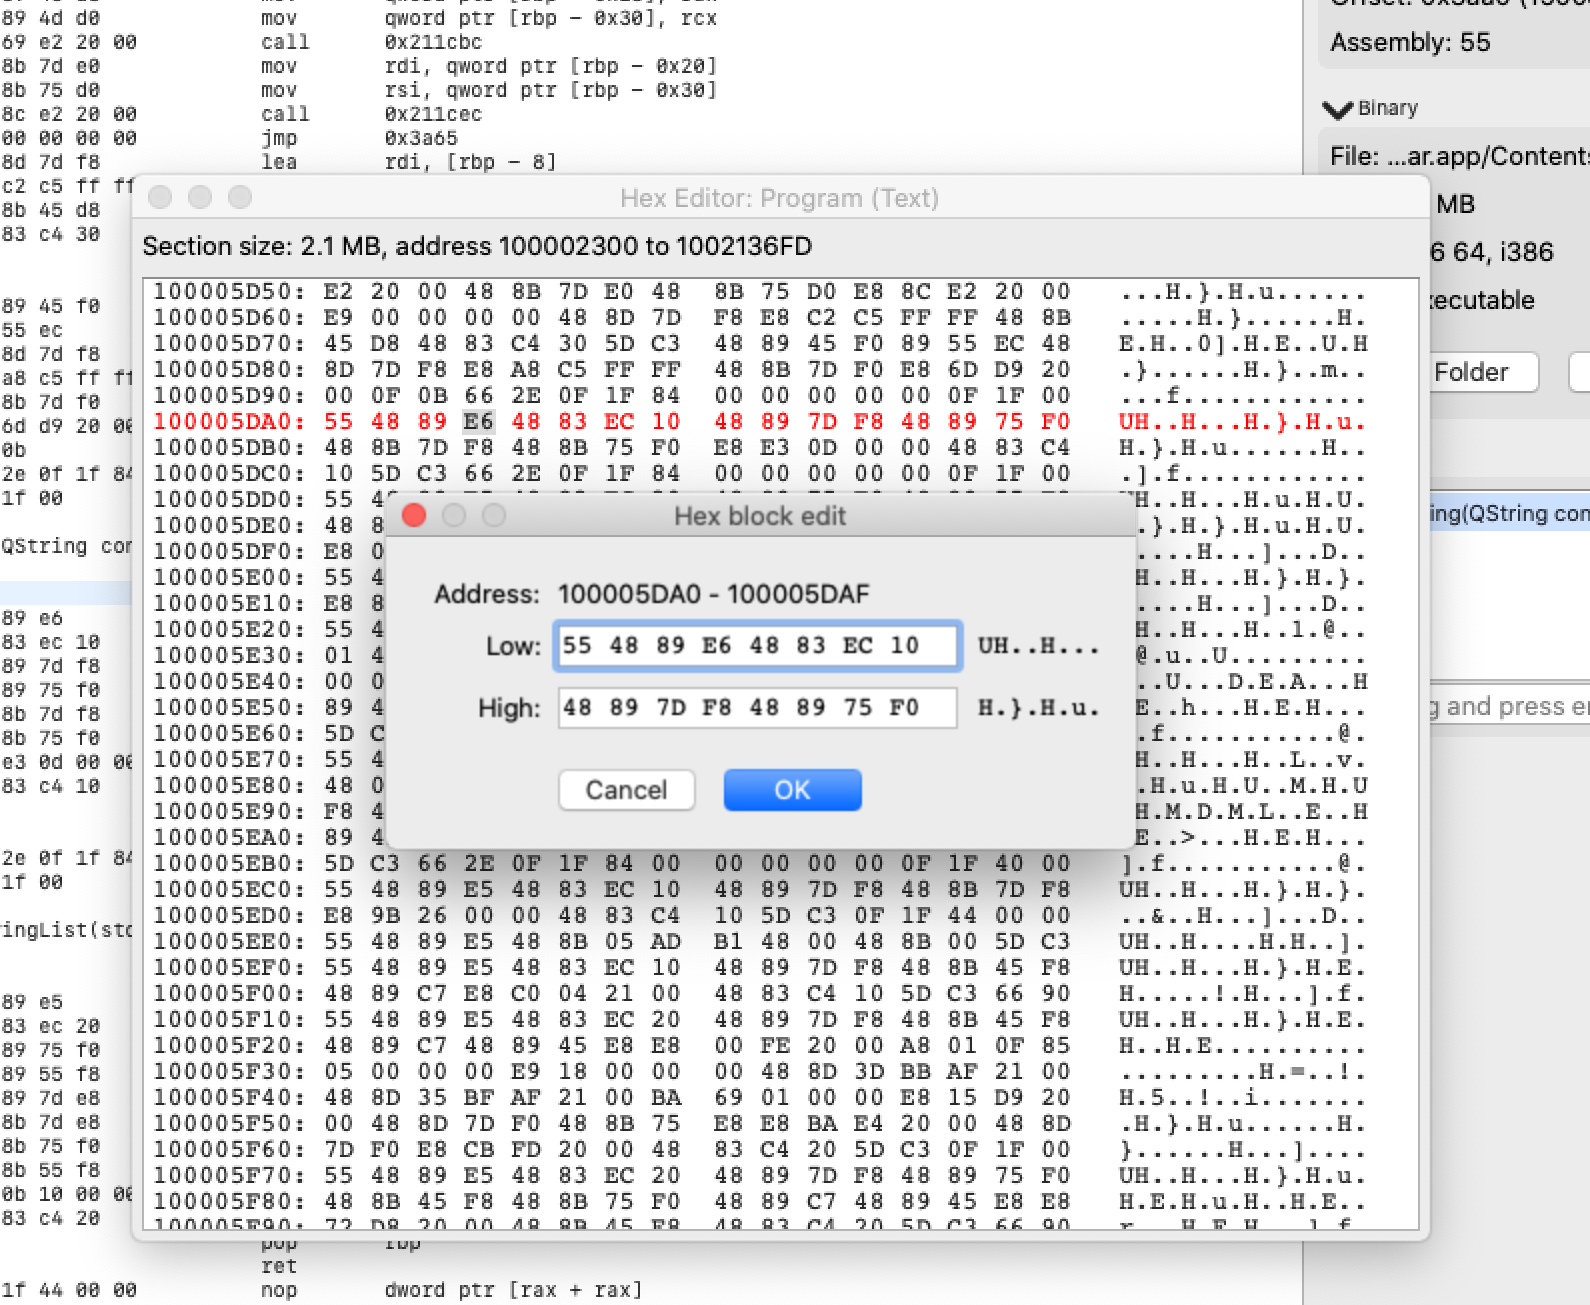 89 4d d0 mov qword ptr [rbp - 0x30], rcx
69 e2 20 00 call 0x211cbc
8b 7d e0 mov rdi, qword ptr [rbp - 0x20]
8b 75 d0 mov rsi, qword ptr [rbp - 0x30]
8c e2 20 00 call 0x211cec
00 00 00 00 jmp 0x3a65
8d 7d f8 lea rdi, [rbp - 8]
c2 c5 ff ff
8b 45 d8
83 c4 30
89 45 f0
55 ec
8d 7d f8
a8 c5 ff ff
8b 7d f0
6d d9 20 00
0b
2e 0f 1f 84
1f 00
QString con
89 e6
83 ec 10
89 7d f8
89 75 f0
8b 7d f8
8b 75 f0
e3 0d 00 00
83 c4 10
2e 0f 1f 84
1f 00
ringList(std
89 e5
83 ec 20
89 75 f0
89 55 f8
89 7d e8
8b 7d e8
8b 75 f0
8b 55 f8
0b 10 00 00
83 c4 20
pop rbp
ret
1f 44 00 00 nop dword ptr [rax + rax]
Assembly: 55
Binary
File: ...ar.app/Contents
MB
6 64, i386
xecutable
Folder
ing(QString con
g and press en
Hex Editor: Program (Text)
Section size: 2.1 MB, address 100002300 to 1002136FD
100005D50: E2 20 00 48 8B 7D E0 48 8B 75 D0 E8 8C E2 20 00 ...H.}.H.u......
100005D60: E9 00 00 00 00 48 8D 7D F8 E8 C2 C5 FF FF 48 8B .....H.}......H.
100005D70: 45 D8 48 83 C4 30 5D C3 48 89 45 F0 89 55 EC 48 E.H..0].H.E..U.H
100005D80: 8D 7D F8 E8 A8 C5 FF FF 48 8B 7D F0 E8 6D D9 20 .}......H.}..m..
100005D90: 00 0F 0B 66 2E 0F 1F 84 00 00 00 00 00 0F 1F 00 ...f............
100005DA0: 55 48 89 E6 48 83 EC 10 48 89 7D F8 48 89 75 F0 UH..H...H.}.H.u.
100005DB0: 48 8B 7D F8 48 8B 75 F0 E8 E3 0D 00 00 48 83 C4 H.}.H.u......H..
100005DC0: 10 5D C3 66 2E 0F 1F 84 00 00 00 00 00 0F 1F 00 .].f............
100005DD0: 55
100005DE0: 48 8
100005DF0: E8 0
100005E00: 55 4
100005E10: E8 8
100005E20: 55 4
100005E30: 01 4
100005E40: 00 0
100005E50: 89 4
100005E60: 5D C
100005E70: 55 4
100005E80: 48 0
100005E90: F8 4
100005EA0: 89 4
100005EB0: 5D C3 66 2E 0F 1F 84 00 00 00 00 00 0F 1F 40 00 ].f...........@.
100005EC0: 55 48 89 E5 48 83 EC 10 48 89 7D F8 48 8B 7D F8 UH..H...H.}.H.}.
100005ED0: E8 9B 26 00 00 48 83 C4 10 5D C3 0F 1F 44 00 00 ..&..H...]...D..
100005EE0: 55 48 89 E5 48 8B 05 AD B1 48 00 48 8B 00 5D C3 UH..H....H.H..].
100005EF0: 55 48 89 E5 48 83 EC 10 48 89 7D F8 48 8B 45 F8 UH..H...H.}.H.E.
100005F00: 48 89 C7 E8 C0 04 21 00 48 83 C4 10 5D C3 66 90 H.....!.H...].f.
100005F10: 55 48 89 E5 48 83 EC 20 48 89 7D F8 48 8B 45 F8 UH..H...H.}.H.E.
100005F20: 48 89 C7 48 89 45 E8 E8 00 FE 20 00 A8 01 0F 85 H..H.E..........
100005F30: 05 00 00 00 E9 18 00 00 00 48 8D 3D BB AF 21 00 .........H.=..!.
100005F40: 48 8D 35 BF AF 21 00 BA 69 01 00 00 E8 15 D9 20 H.5..!..i.......
100005F50: 00 48 8D 7D F0 48 8B 75 E8 E8 BA E4 20 00 48 8D .H.}.H.u......H.
100005F60: 7D F0 E8 CB FD 20 00 48 83 C4 20 5D C3 0F 1F 00 }......H...]....
100005F70: 55 48 89 E5 48 83 EC 20 48 89 7D F8 48 89 75 F0 UH..H...H.}.H.u.
100005F80: 48 8B 45 F8 48 8B 75 F0 48 89 C7 48 89 45 E8 E8 H.E.H.u.H..H.E..
100005F90: 72 D8 20 00 48 8B 45 E8 48 83 C4 20 5D C3 66 90
Hex block edit
Address: 100005DA0 - 100005DAF
Low: 55 48 89 E6 48 83 EC 10 UH..H...
High: 48 89 7D F8 48 89 75 F0 H.}.H.u.
Cancel OK